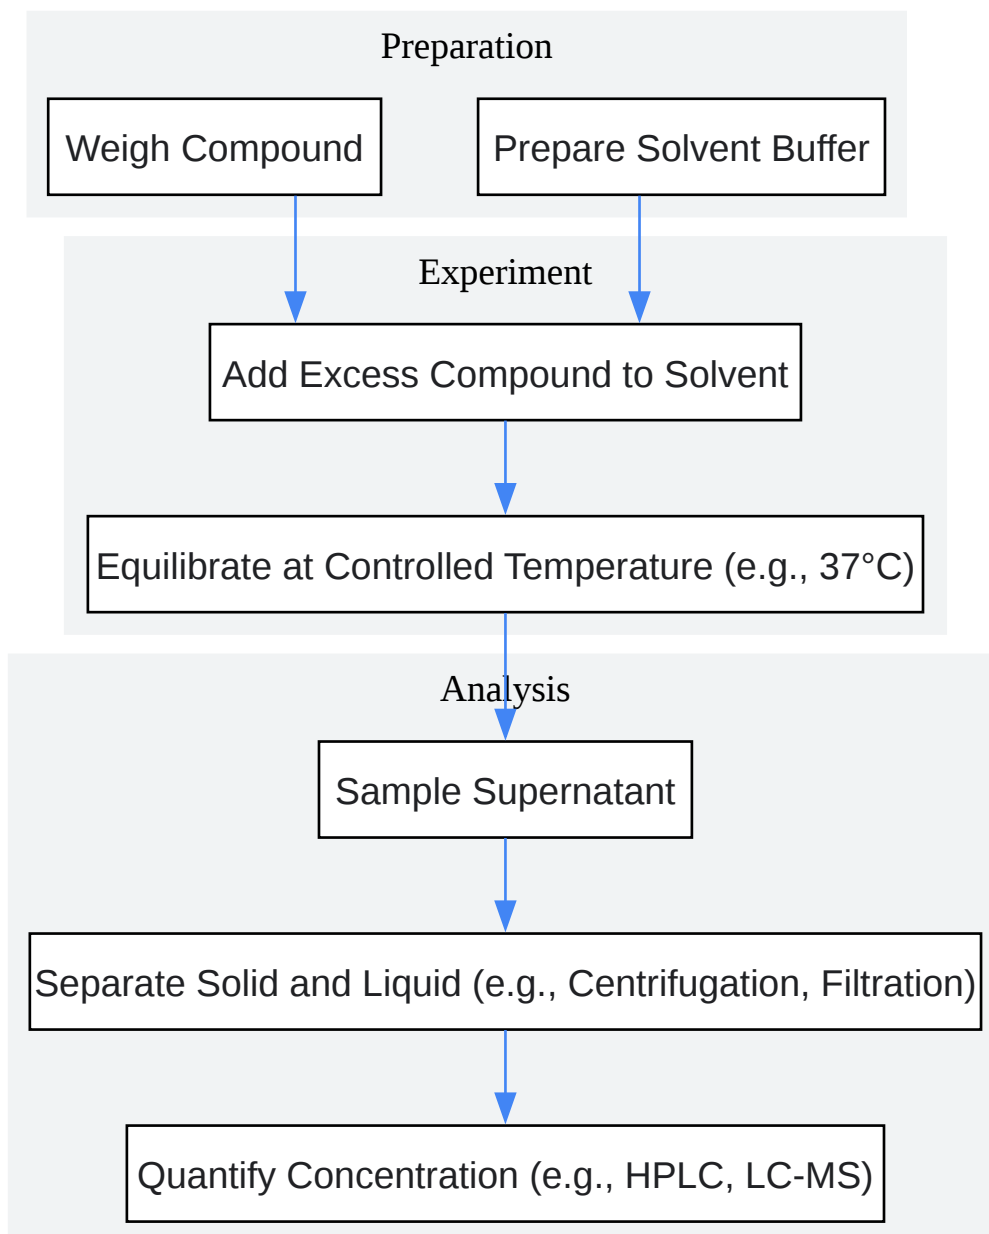 Preparation
Weigh Compound
Prepare Solvent Buffer
Experiment
Add Excess Compound to Solvent
Equilibrate at Controlled Temperature (e.g., 37°C)
Analysis
Sample Supernatant
Separate Solid and Liquid (e.g., Centrifugation, Filtration)
Quantify Concentration (e.g., HPLC, LC-MS)